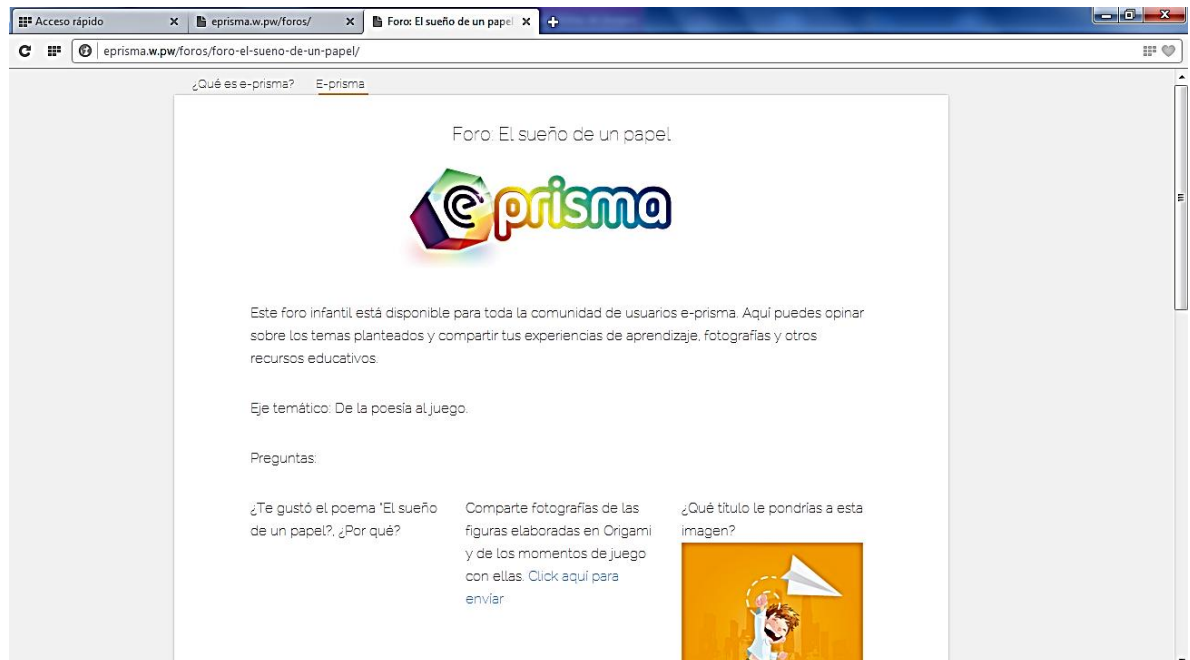 Acceso rápido
eprisma.w.pw/foros/
Foro: El sueño de un papel
eprisma.w.pw/foros/foro-el-sueno-de-un-papel/
¿Qué es e-prisma? E-prisma
Foro: El sueño de un papel
e prisma
Este foro infantil está disponible para toda la comunidad de usuarios e-prisma. Aquí puedes opinar
sobre los temas planteados y compartir tus experiencias de aprendizaje, fotografías y otros
recursos educativos.
Eje temático: De la poesía al juego.
Preguntas:
¿Te gustó el poema "El sueño
de un papel?, ¿Por qué?
Comparte fotografías de las
figuras elaboradas en Origami
y de los momentos de juego
con ellas. Click aquí para
envíar
¿Qué título le pondrías a esta
imagen?